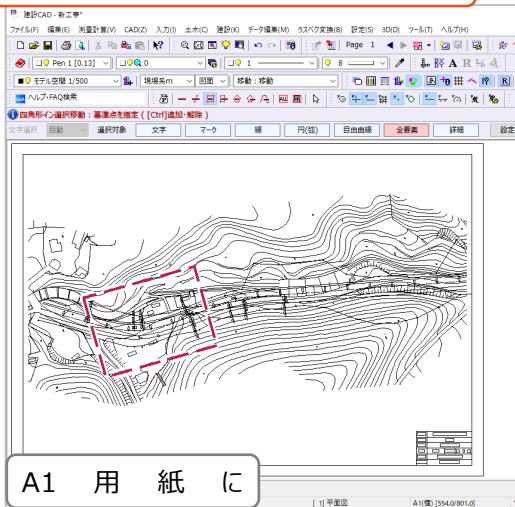 建設CAD - 新工事*
ファイル(F) 編集(E) 測量計算(V) CAD(Z) 入力(I) 土木(C) 建設(K) データ編集(M) ラスベクタ変換(B) 設定(S) 3D(D) ツール(T) ヘルプ(H)
Page 1
Pen 1 [0.13] 0 1 8 A
モデル空間 1/500 現場系m 図面 移動 : 移動 R
ヘルプ・FAQ検索
四角形イン選択移動 : 基準点を指定 ( [Ctrl]追加・解除 )
文字選択 自動 選択対象 文字 マーク 線 円(弧) 自由曲線 全要素 詳細 設定
A1 用 紙 に
[ 1] 平面図 A1(横) [554.0/801.0]